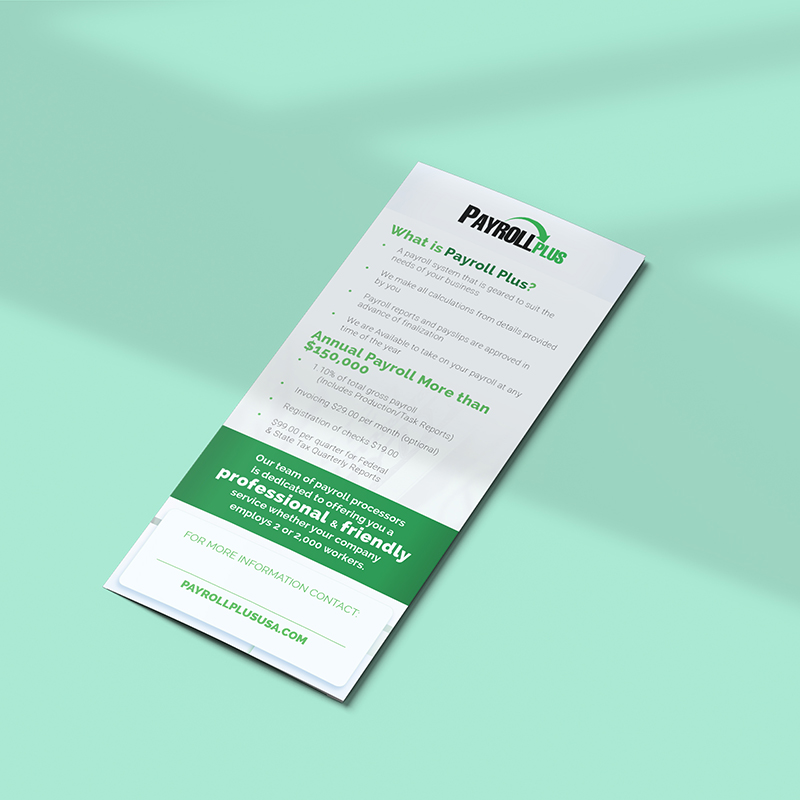 PAYROLLPLUS
What is Payroll Plus?
• A payroll system that is geared to suit the
needs of your business
• We make all calculations from details provided
by you
• Payroll reports and payslips are approved in
advance of finalization
• We are Available to take on your payroll at any
time of the year
Annual Payroll More than
$150,000
• 1.10% of total gross payroll
(Includes Production/Task Reports)
• Invoicing $29.00 per month (optional)
• Registration of checks $19.00
• $99.00 per quarter for Federal
& State Tax Quarterly Reports
Our team of payroll processors
is dedicated to offering you a
professional & friendly
service whether your company
employs 2 or 2,000 workers.
FOR MORE INFORMATION CONTACT:
PAYROLLPLUSUSA.COM